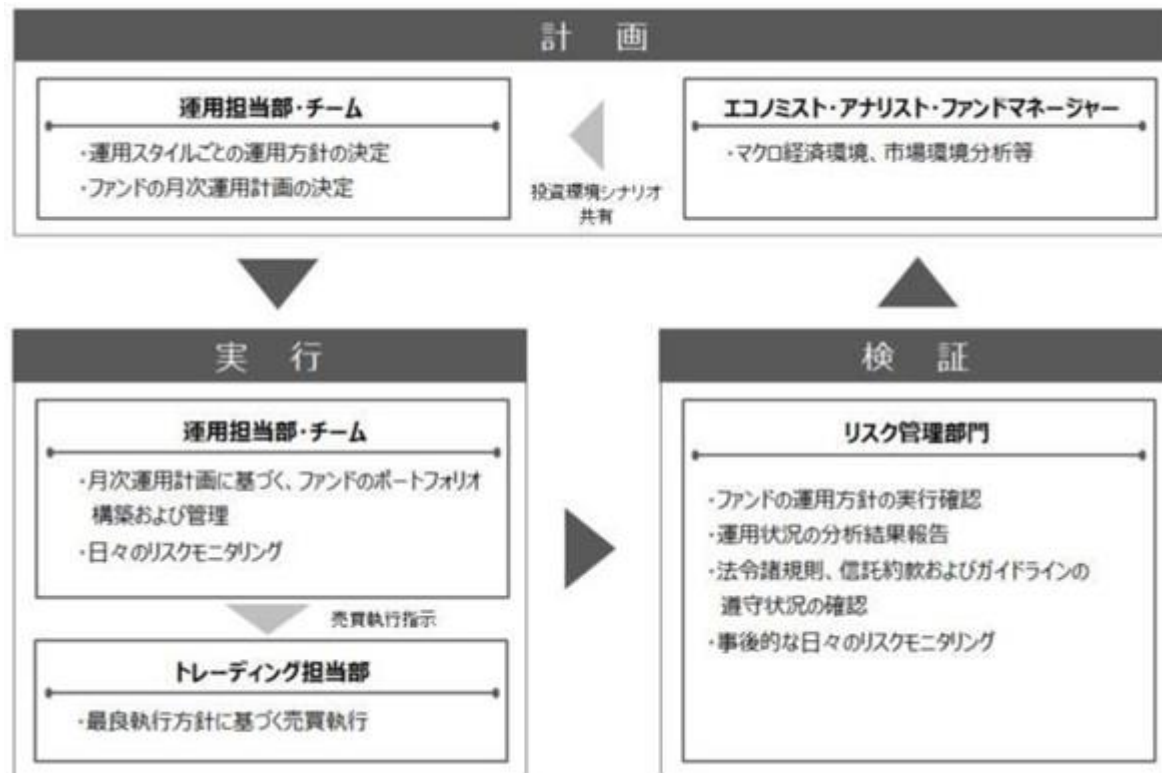 計 画
運用担当部・チーム
・運用スタイルごとの運用方針の決定
・ファンドの月次運用計画の決定
投資環境シナリオ
共有
エコノミスト・アナリスト・ファンドマネージャー
・マクロ経済環境、市場環境分析等
実 行
運用担当部・チーム
・月次運用計画に基づく、ファンドのポートフォリオ
構築および管理
・日々のリスクモニタリング
売買執行指示
トレーディング担当部
・最良執行方針に基づく売買執行
検 証
リスク管理部門
・ファンドの運用方針の実行確認
・運用状況の分析結果報告
・法令諸規則、信託約款およびガイドラインの
遵守状況の確認
・事後的な日々のリスクモニタリング